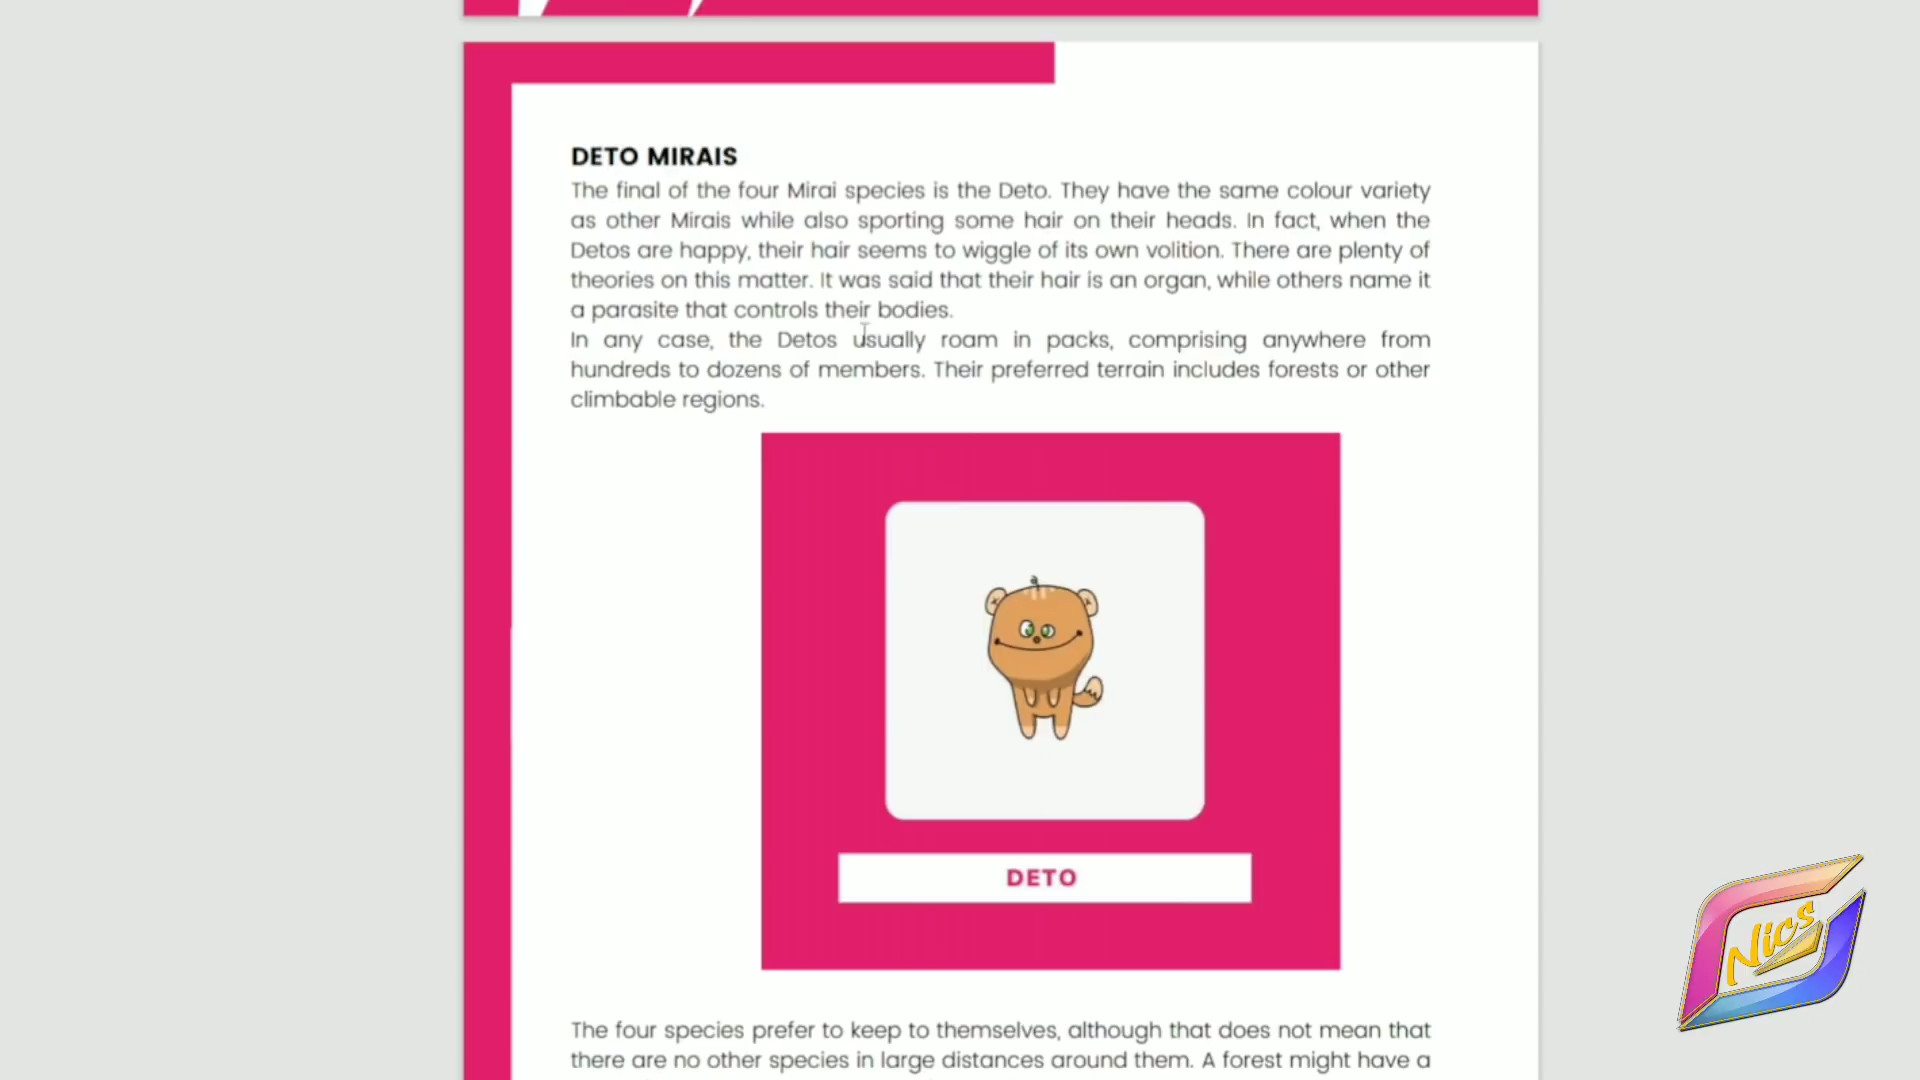 DETO MIRAIS
The final of the four Mirai species is the Deto. They have the same colour variety
as other Mirais while also sporting some hair on their heads. In fact, when the
Detos are happy, their hair seems to wiggle of its own volition. There are plenty of
theories on this matter. It was said that their hair is an organ, while others name it
a parasite that controls their bodies.
In any case, the Detos usually roam in packs, comprising anywhere from
hundreds to dozens of members. Their preferred terrain includes forests or other
climbable regions.
DETO
Nics
The four species prefer to keep to themselves, although that does not mean that
there are no other species in large distances around them. A forest might have a